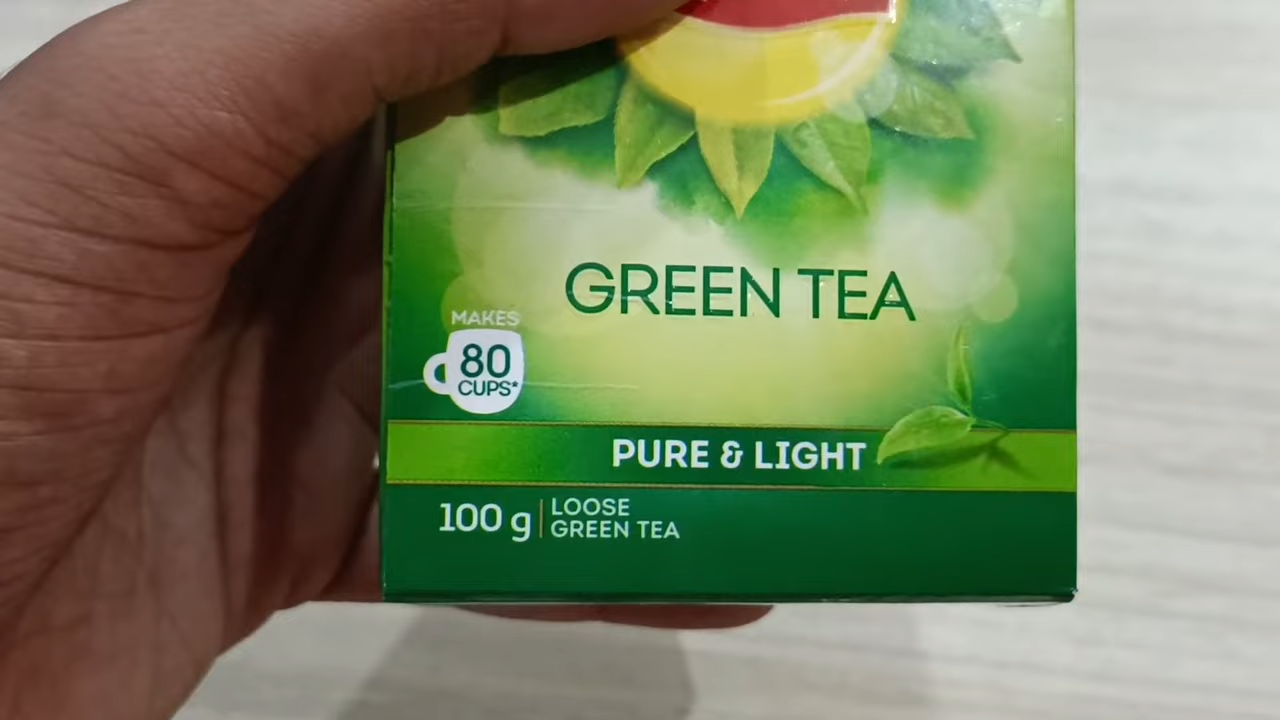 GREEN TEA
MAKES
80
CUPS*
PURE & LIGHT
100 g
LOOSE
GREEN TEA